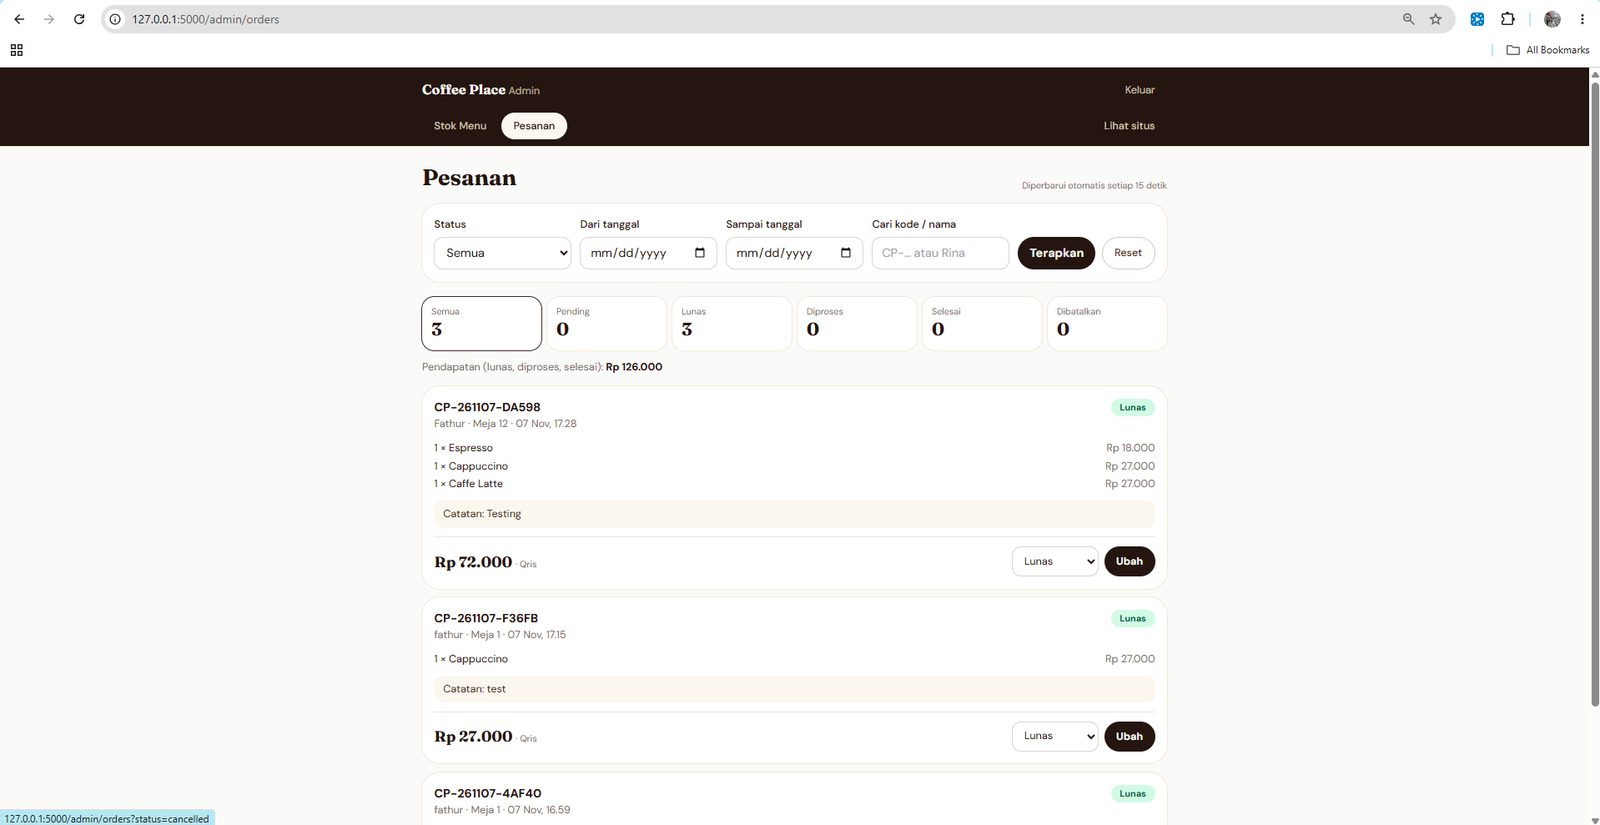 127.0.0.1:5000/admin/orders
All Bookmarks
Coffee Place Admin
Keluar
Stok Menu
Pesanan
Lihat situs
Pesanan
Diperbarui otomatis setiap 15 detik
Status
Dari tanggal
Sampai tanggal
Cari kode / nama
Semua
mm/dd/yyyy
mm/dd/yyyy
CP-... atau Rina
Terapkan
Reset
Semua
3
Pending
0
Lunas
3
Diproses
0
Selesai
0
Dibatalkan
0
Pendapatan (lunas, diproses, selesai): Rp 126.000
CP-261107-DA598
Lunas
Fathur · Meja 12 · 07 Nov, 17.28
1 × Espresso
Rp 18.000
1 × Cappuccino
Rp 27.000
1 × Caffe Latte
Rp 27.000
Catatan: Testing
Rp 72.000 · Qris
Lunas
Ubah
CP-261107-F36FB
Lunas
fathur · Meja 1 · 07 Nov, 17.15
1 × Cappuccino
Rp 27.000
Catatan: test
Rp 27.000 · Qris
Lunas
Ubah
CP-261107-4AF40
Lunas
fathur · Meja 1 · 07 Nov, 16.59
127.0.0.1:5000/admin/orders?status=cancelled